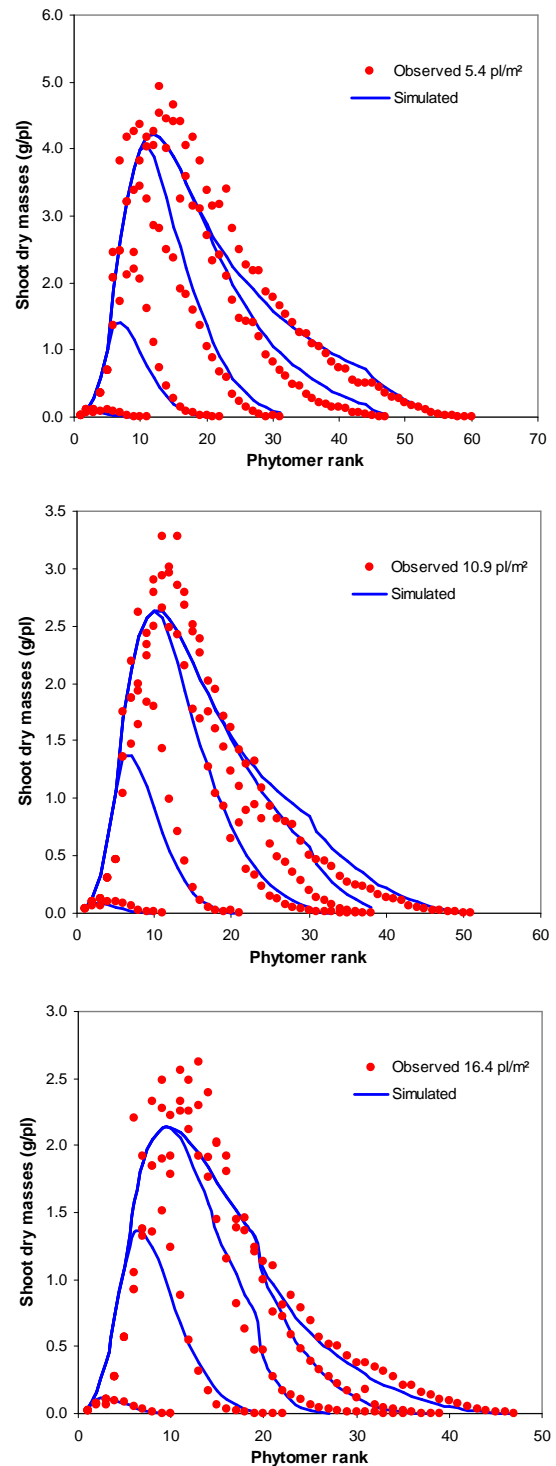 6.0
5.0
4.0
3.0
2.0
1.0
0.0
Shoot dry masses (g/pl)
Observed 5.4 pl/m²
Simulated
0 10 20 30 40 50 60 70
Phytomer rank
3.5
3.0
2.5
2.0
1.5
1.0
0.5
0.0
Shoot dry masses (g/pl)
Observed 10.9 pl/m²
Simulated
0 10 20 30 40 50 60
Phytomer rank
3.0
2.5
2.0
1.5
1.0
0.5
0.0
Shoot dry masses (g/pl)
Observed 16.4 pl/m²
Simulated
0 10 20 30 40 50
Phytomer rank